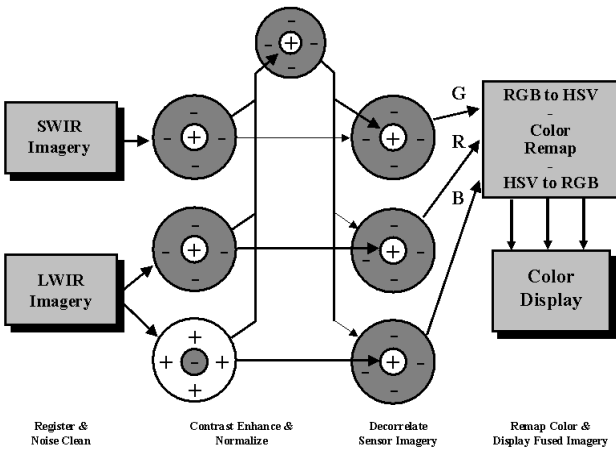 SWIR
Imagery
LWIR
Imagery
+
- - -
+
- - - -
+
- - - -
+
- - - -
+
- - - -
+
- - - -
-
+ + + +
+
- - - -
G
R
B
RGB to HSV
-
Color
Remap
-
HSV to RGB
Color
Display
Register &
Noise Clean
Contrast Enhance &
Normalize
Decorrelate
Sensor Imagery
Remap Color &
Display Fused Imagery